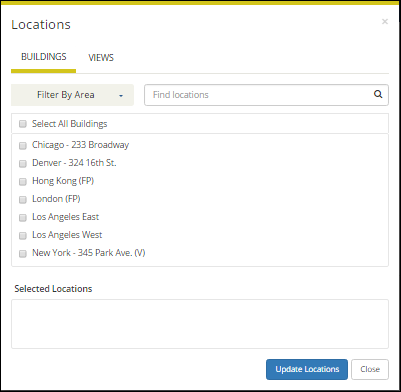 Locations ×
BUILDINGS VIEWS
Filter By Area Find locations
Select All Buildings
Chicago - 233 Broadway
Denver - 324 16th St.
Hong Kong (FP)
London (FP)
Los Angeles East
Los Angeles West
New York - 345 Park Ave. (V)
Selected Locations
Update Locations Close